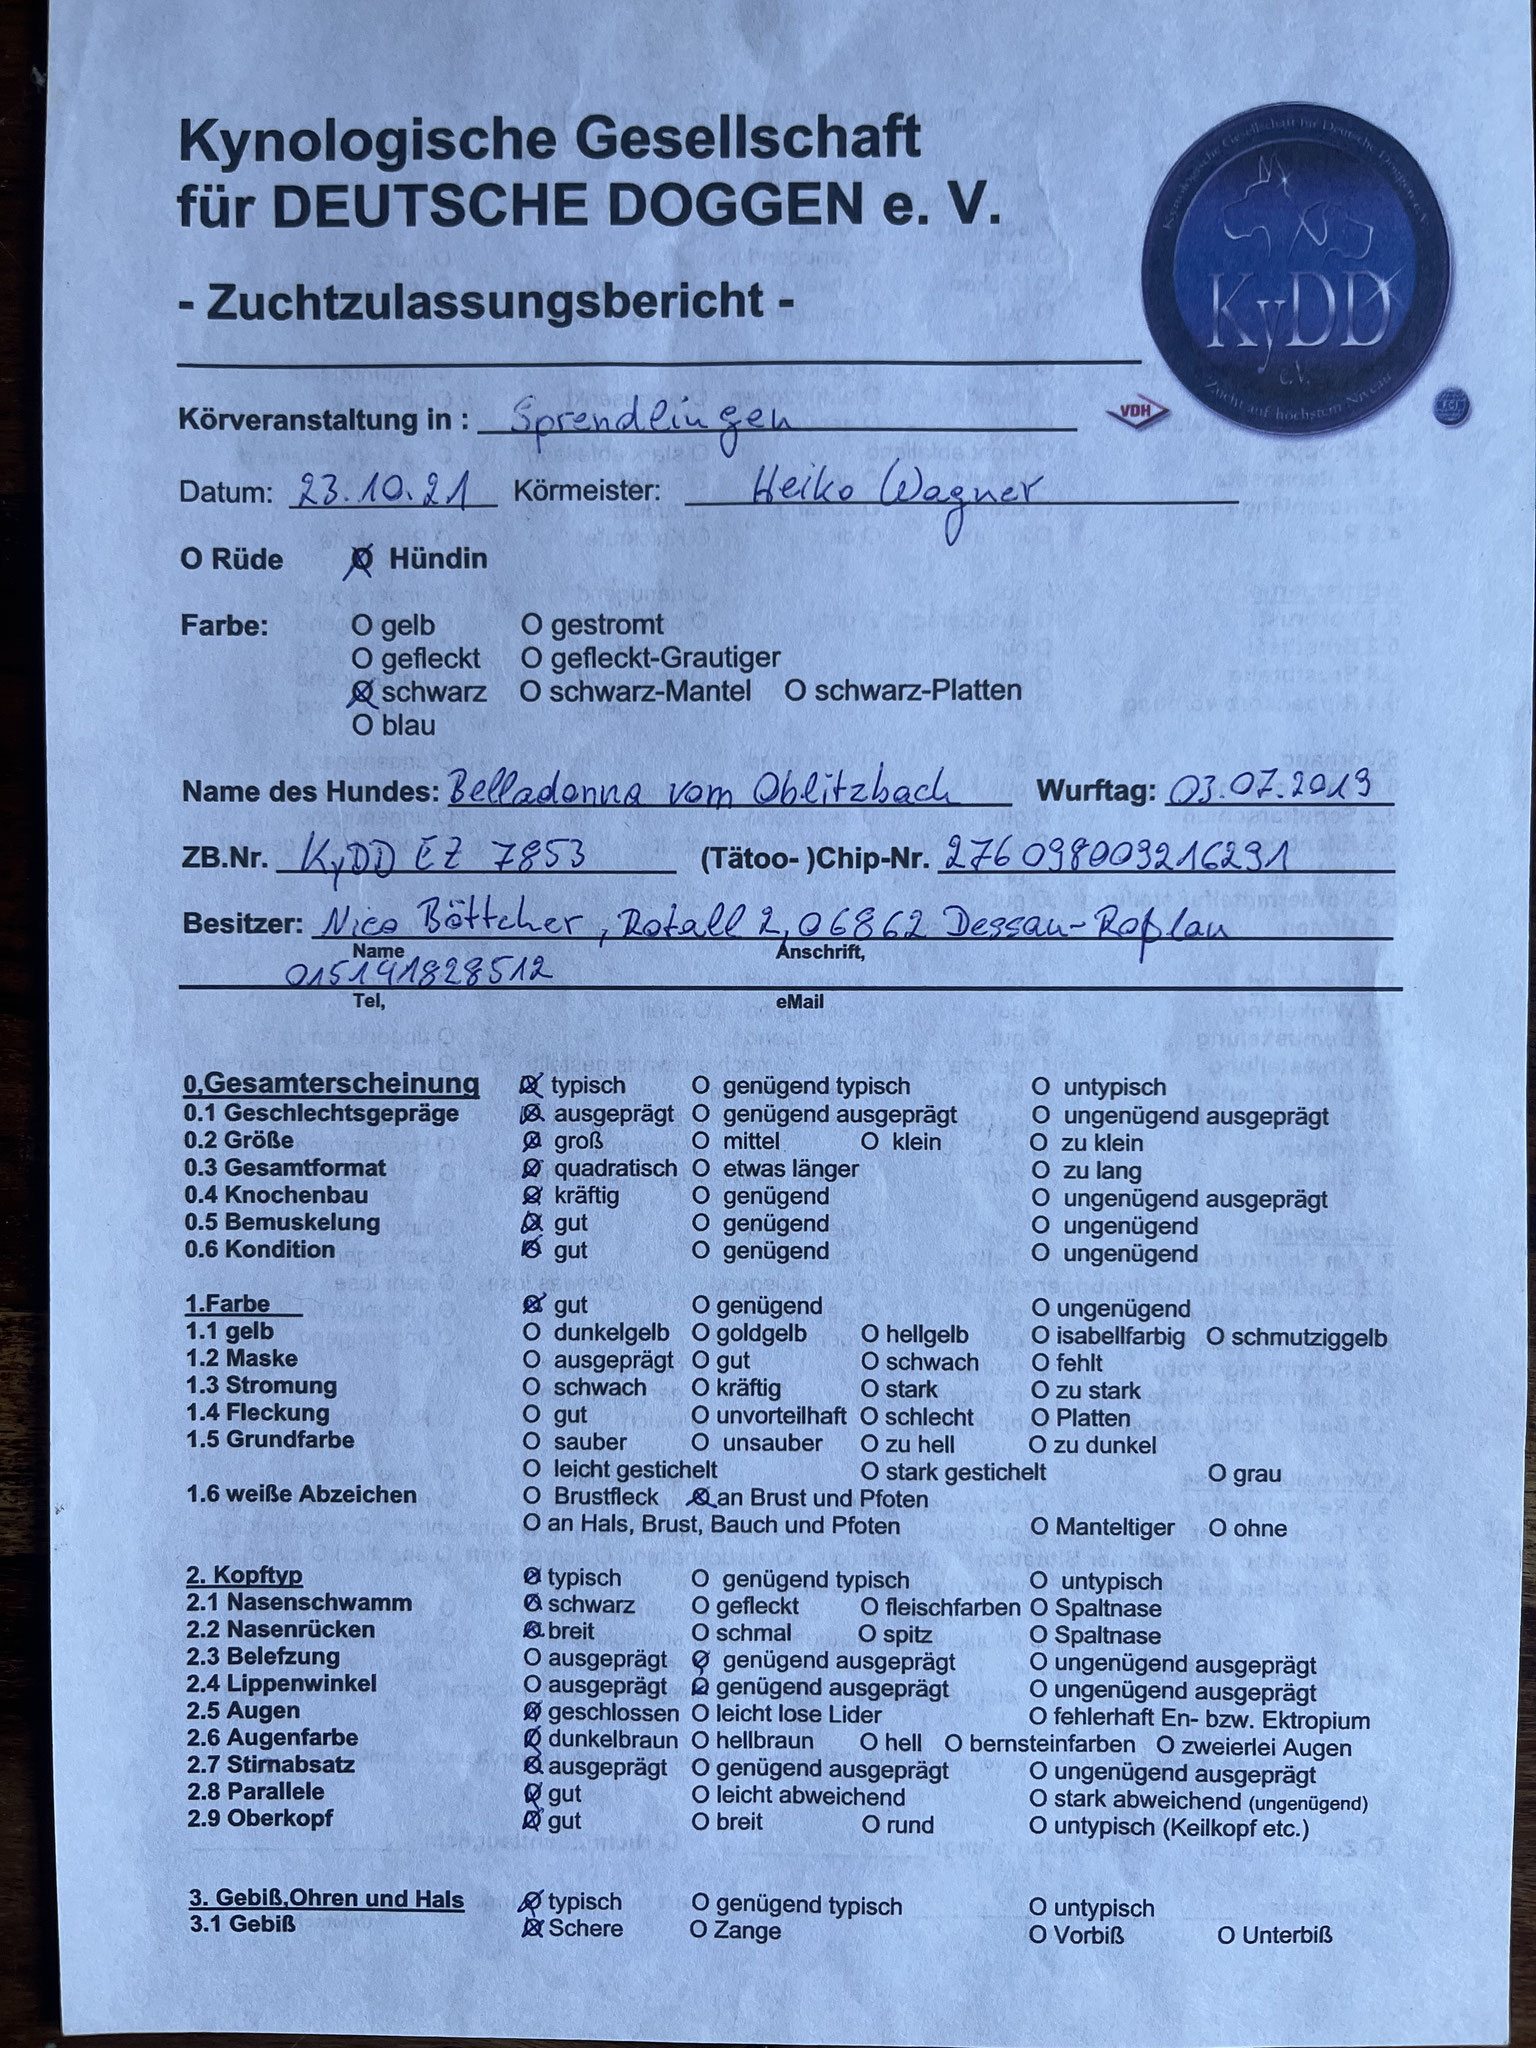 Kynologische Gesellschaft
für DEUTSCHE DOGGEN e. V.
- Zuchtzulassungsbericht -
Kynologische Gesellschaft für Deutsche Doggen e.V.
KyDD
e.V.
Zucht auf höchstem Niveau
VDH
FCI
Körveranstaltung in : Sprendlingen
Datum: 23.10.21 Körmeister: Heiko Wagner
O Rüde O Hündin
Farbe: O gelb O gestromt
O gefleckt O gefleckt-Grautiger
O schwarz O schwarz-Mantel O schwarz-Platten
O blau
Name des Hundes: Belladonna vom Oblitzbach Wurftag: 03.07.2019
ZB.Nr. KyDD EZ 7853 (Tätoo- )Chip-Nr. 276098009216291
Besitzer: Nico Böttcher, Rotall 2, 06862 Dessau-Roßlau
Name Anschrift,
015141828512
Tel, eMail
0,Gesamterscheinung O typisch O genügend typisch O untypisch
0.1 Geschlechtsgepräge O ausgeprägt O genügend ausgeprägt O ungenügend ausgeprägt
0.2 Größe O groß O mittel O klein O zu klein
0.3 Gesamtformat O quadratisch O etwas länger O zu lang
0.4 Knochenbau O kräftig O genügend O ungenügend ausgeprägt
0.5 Bemuskelung O gut O genügend O ungenügend
0.6 Kondition O gut O genügend O ungenügend
1.Farbe O gut O genügend O ungenügend
1.1 gelb O dunkelgelb O goldgelb O hellgelb O isabellfarbig O schmutziggelb
1.2 Maske O ausgeprägt O gut O schwach O fehlt
1.3 Stromung O schwach O kräftig O stark O zu stark
1.4 Fleckung O gut O unvorteilhaft O schlecht O Platten
1.5 Grundfarbe O sauber O unsauber O zu hell O zu dunkel
O leicht gestichelt O stark gestichelt O grau
1.6 weiße Abzeichen O Brustfleck O an Brust und Pfoten
O an Hals, Brust, Bauch und Pfoten O Manteltiger O ohne
2. Kopftyp O typisch O genügend typisch O untypisch
2.1 Nasenschwamm O schwarz O gefleckt O fleischfarben O Spaltnase
2.2 Nasenrücken O breit O schmal O spitz O Spaltnase
2.3 Belefzung O ausgeprägt O genügend ausgeprägt O ungenügend ausgeprägt
2.4 Lippenwinkel O ausgeprägt O genügend ausgeprägt O ungenügend ausgeprägt
2.5 Augen O geschlossen O leicht lose Lider O fehlerhaft En- bzw. Ektropium
2.6 Augenfarbe O dunkelbraun O hellbraun O hell O bernsteinfarben O zweierlei Augen
2.7 Stirnabsatz O ausgeprägt O genügend ausgeprägt O ungenügend ausgeprägt
2.8 Parallele O gut O leicht abweichend O stark abweichend (ungenügend)
2.9 Oberkopf O gut O breit O rund O untypisch (Keilkopf etc.)
3. Gebiß,Ohren und Hals O typisch O genügend typisch O untypisch
3.1 Gebiß O Schere O Zange O Vorbiß O Unterbiß